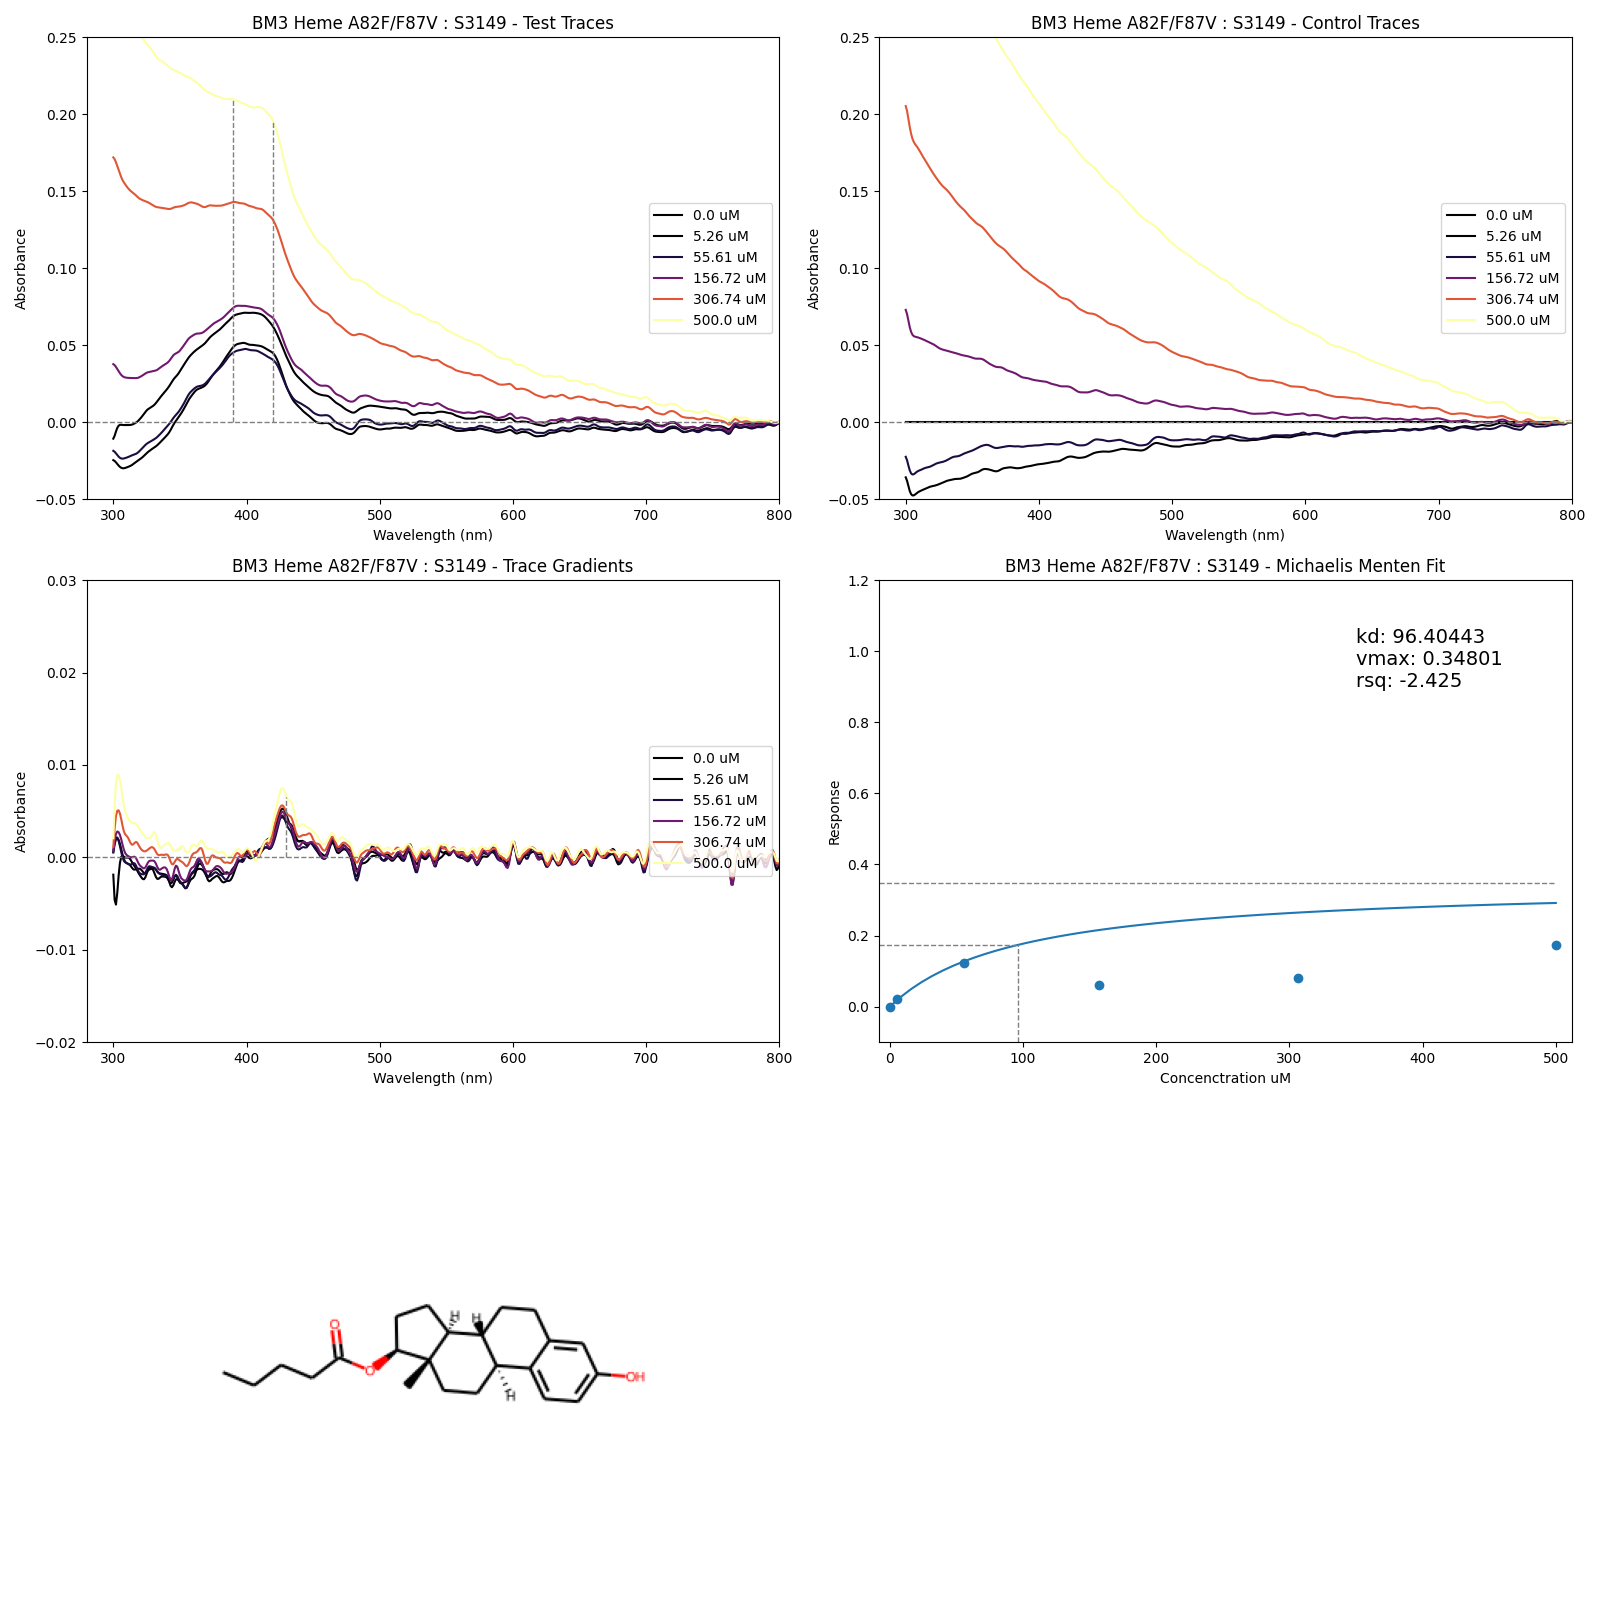 BM3 Heme A82F/F87V : S3149 - Test Traces
Absorbance
0.25
0.20
0.15
0.10
0.05
0.00
−0.05
300 400 500 600 700 800
Wavelength (nm)
0.0 uM
5.26 uM
55.61 uM
156.72 uM
306.74 uM
500.0 uM
BM3 Heme A82F/F87V : S3149 - Control Traces
Absorbance
0.25
0.20
0.15
0.10
0.05
0.00
−0.05
300 400 500 600 700 800
Wavelength (nm)
0.0 uM
5.26 uM
55.61 uM
156.72 uM
306.74 uM
500.0 uM
BM3 Heme A82F/F87V : S3149 - Trace Gradients
Absorbance
0.03
0.02
0.01
0.00
−0.01
−0.02
300 400 500 600 700 800
Wavelength (nm)
0.0 uM
5.26 uM
55.61 uM
156.72 uM
306.74 uM
500.0 uM
BM3 Heme A82F/F87V : S3149 - Michaelis Menten Fit
Response
1.2
1.0
0.8
0.6
0.4
0.2
0.0
0 100 200 300 400 500
Concenctration uM
kd: 96.40443
vmax: 0.34801
rsq: -2.425
O
H
H
O
OH
H